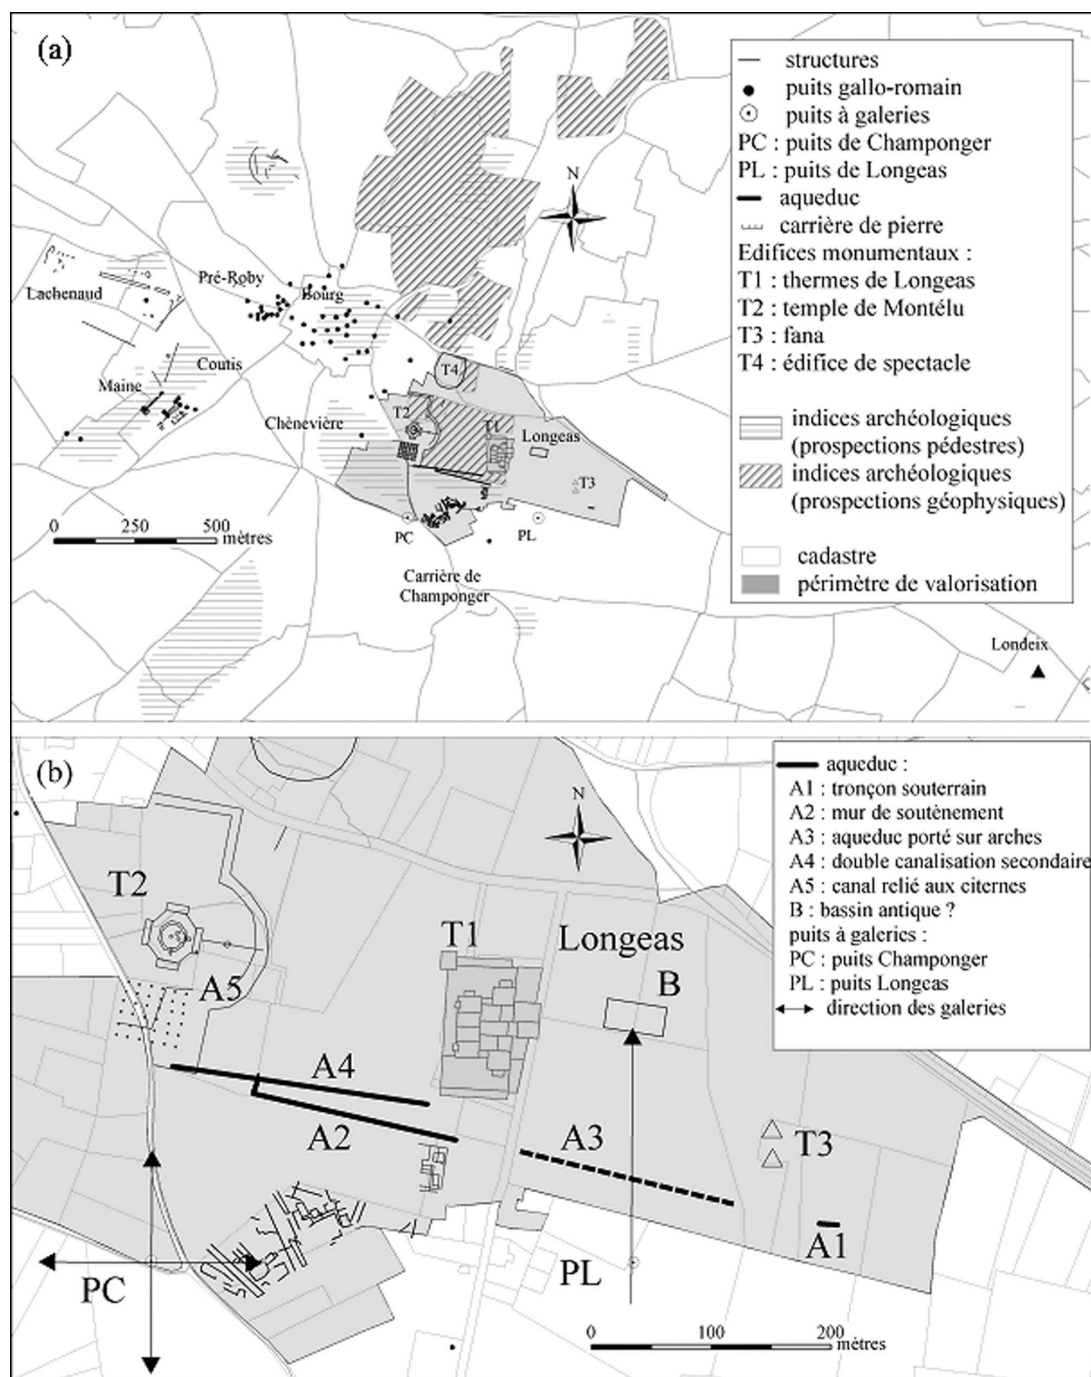 (a)
structures
puits gallo-romain
puits à galeries
PC : puits de Champonger
PL : puits de Longeas
aqueduc
carrière de pierre
Edifices monumentaux :
T1 : thermes de Longeas
T2 : temple de Montélu
T3 : fana
T4 : édifice de spectacle
indices archéologiques
(prospections pédestres)
indices archéologiques
(prospections géophysiques)
cadastre
périmètre de valorisation
N
Pré-Roby
Bourg
Lachenaud
Coutis
Maine
T4
Chènevière
T2
T1
Longeas
T3
0 250 500
mètres
PC
PL
Carrière de
Champonger
Londeix
(b)
aqueduc :
A1 : tronçon souterrain
A2 : mur de soutènement
A3 : aqueduc porté sur arches
A4 : double canalisation secondaire
A5 : canal relié aux citernes
B : bassin antique ?
puits à galeries :
PC : puits Champonger
PL : puits Longeas
direction des galeries
N
T2
T1
Longeas
B
A5
A4
A2
A3
T3
A1
PC
PL
0 100 200
mètres